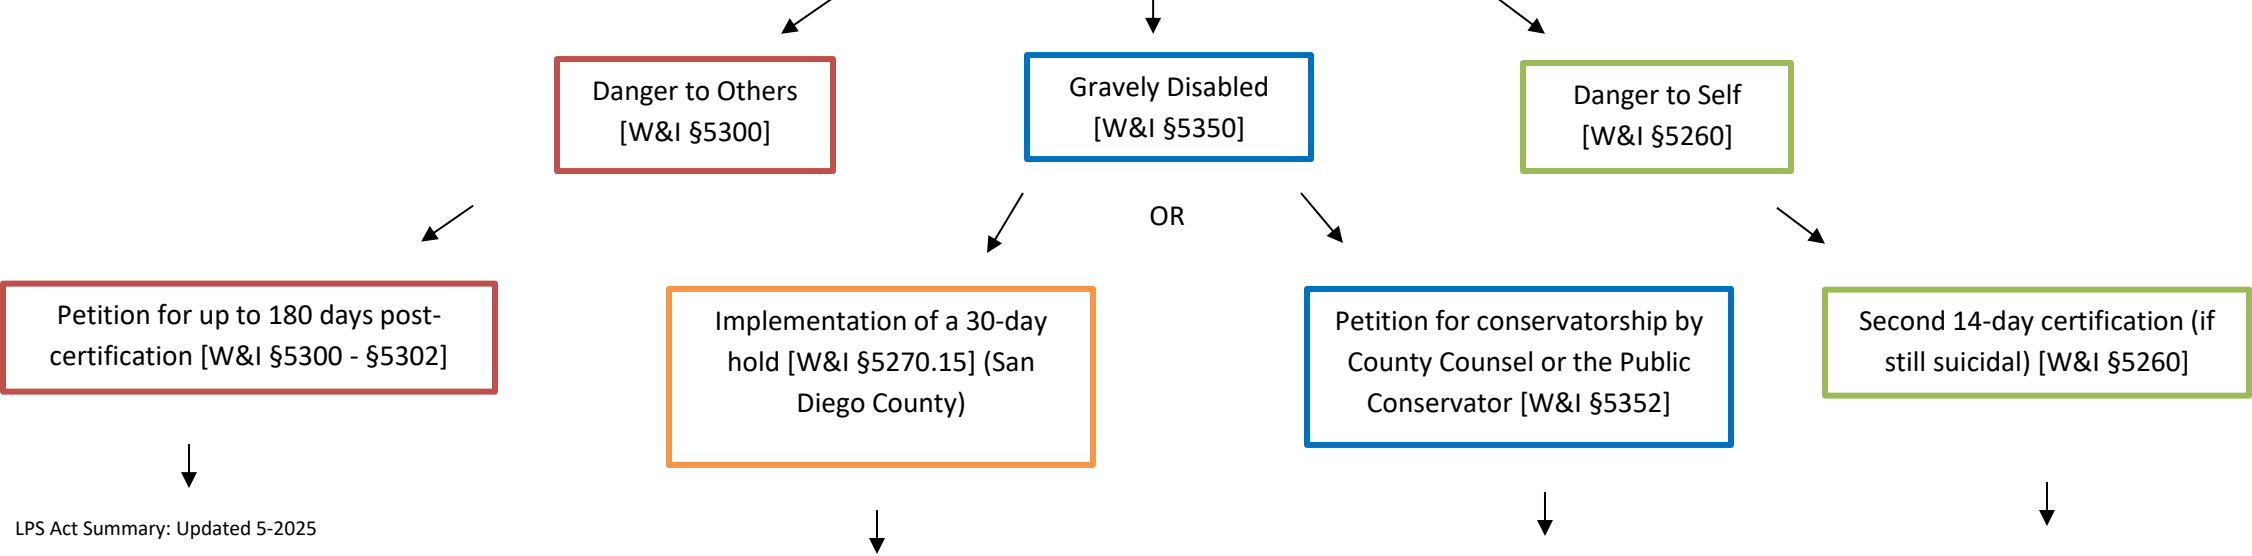 Danger to Others
[W&I §5300]
Gravely Disabled
[W&I §5350]
Danger to Self
[W&I §5260]
OR
Petition for up to 180 days post-
certification [W&I §5300 - §5302]
Implementation of a 30-day
hold [W&I §5270.15] (San
Diego County)
Petition for conservatorship by
County Counsel or the Public
Conservator [W&I §5352]
Second 14-day certification (if
still suicidal) [W&I §5260]
LPS Act Summary: Updated 5-2025